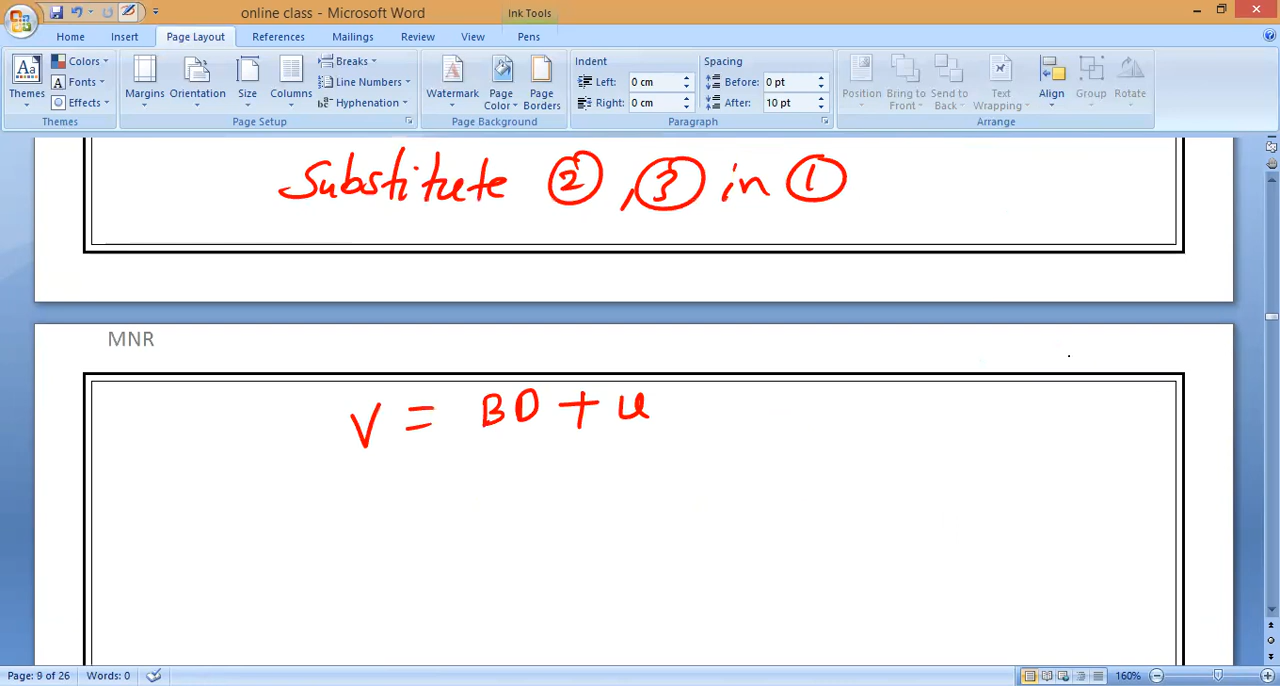 online class - Microsoft Word
Ink Tools
Home Insert Page Layout References Mailings Review View Pens
Themes
Colors
Fonts
Effects
Themes
Margins
Orientation
Size
Columns
Breaks
Line Numbers
Hyphenation
Page Setup
Watermark
Page Color
Page Borders
Page Background
Indent
Left: 0 cm
Right: 0 cm
Spacing
Before: 0 pt
After: 10 pt
Paragraph
Position
Bring to Front
Send to Back
Text Wrapping
Align
Group
Rotate
Arrange
Substitute ② , ③ in ①
MNR
V = BD + u
Page: 9 of 26 Words: 0 160%